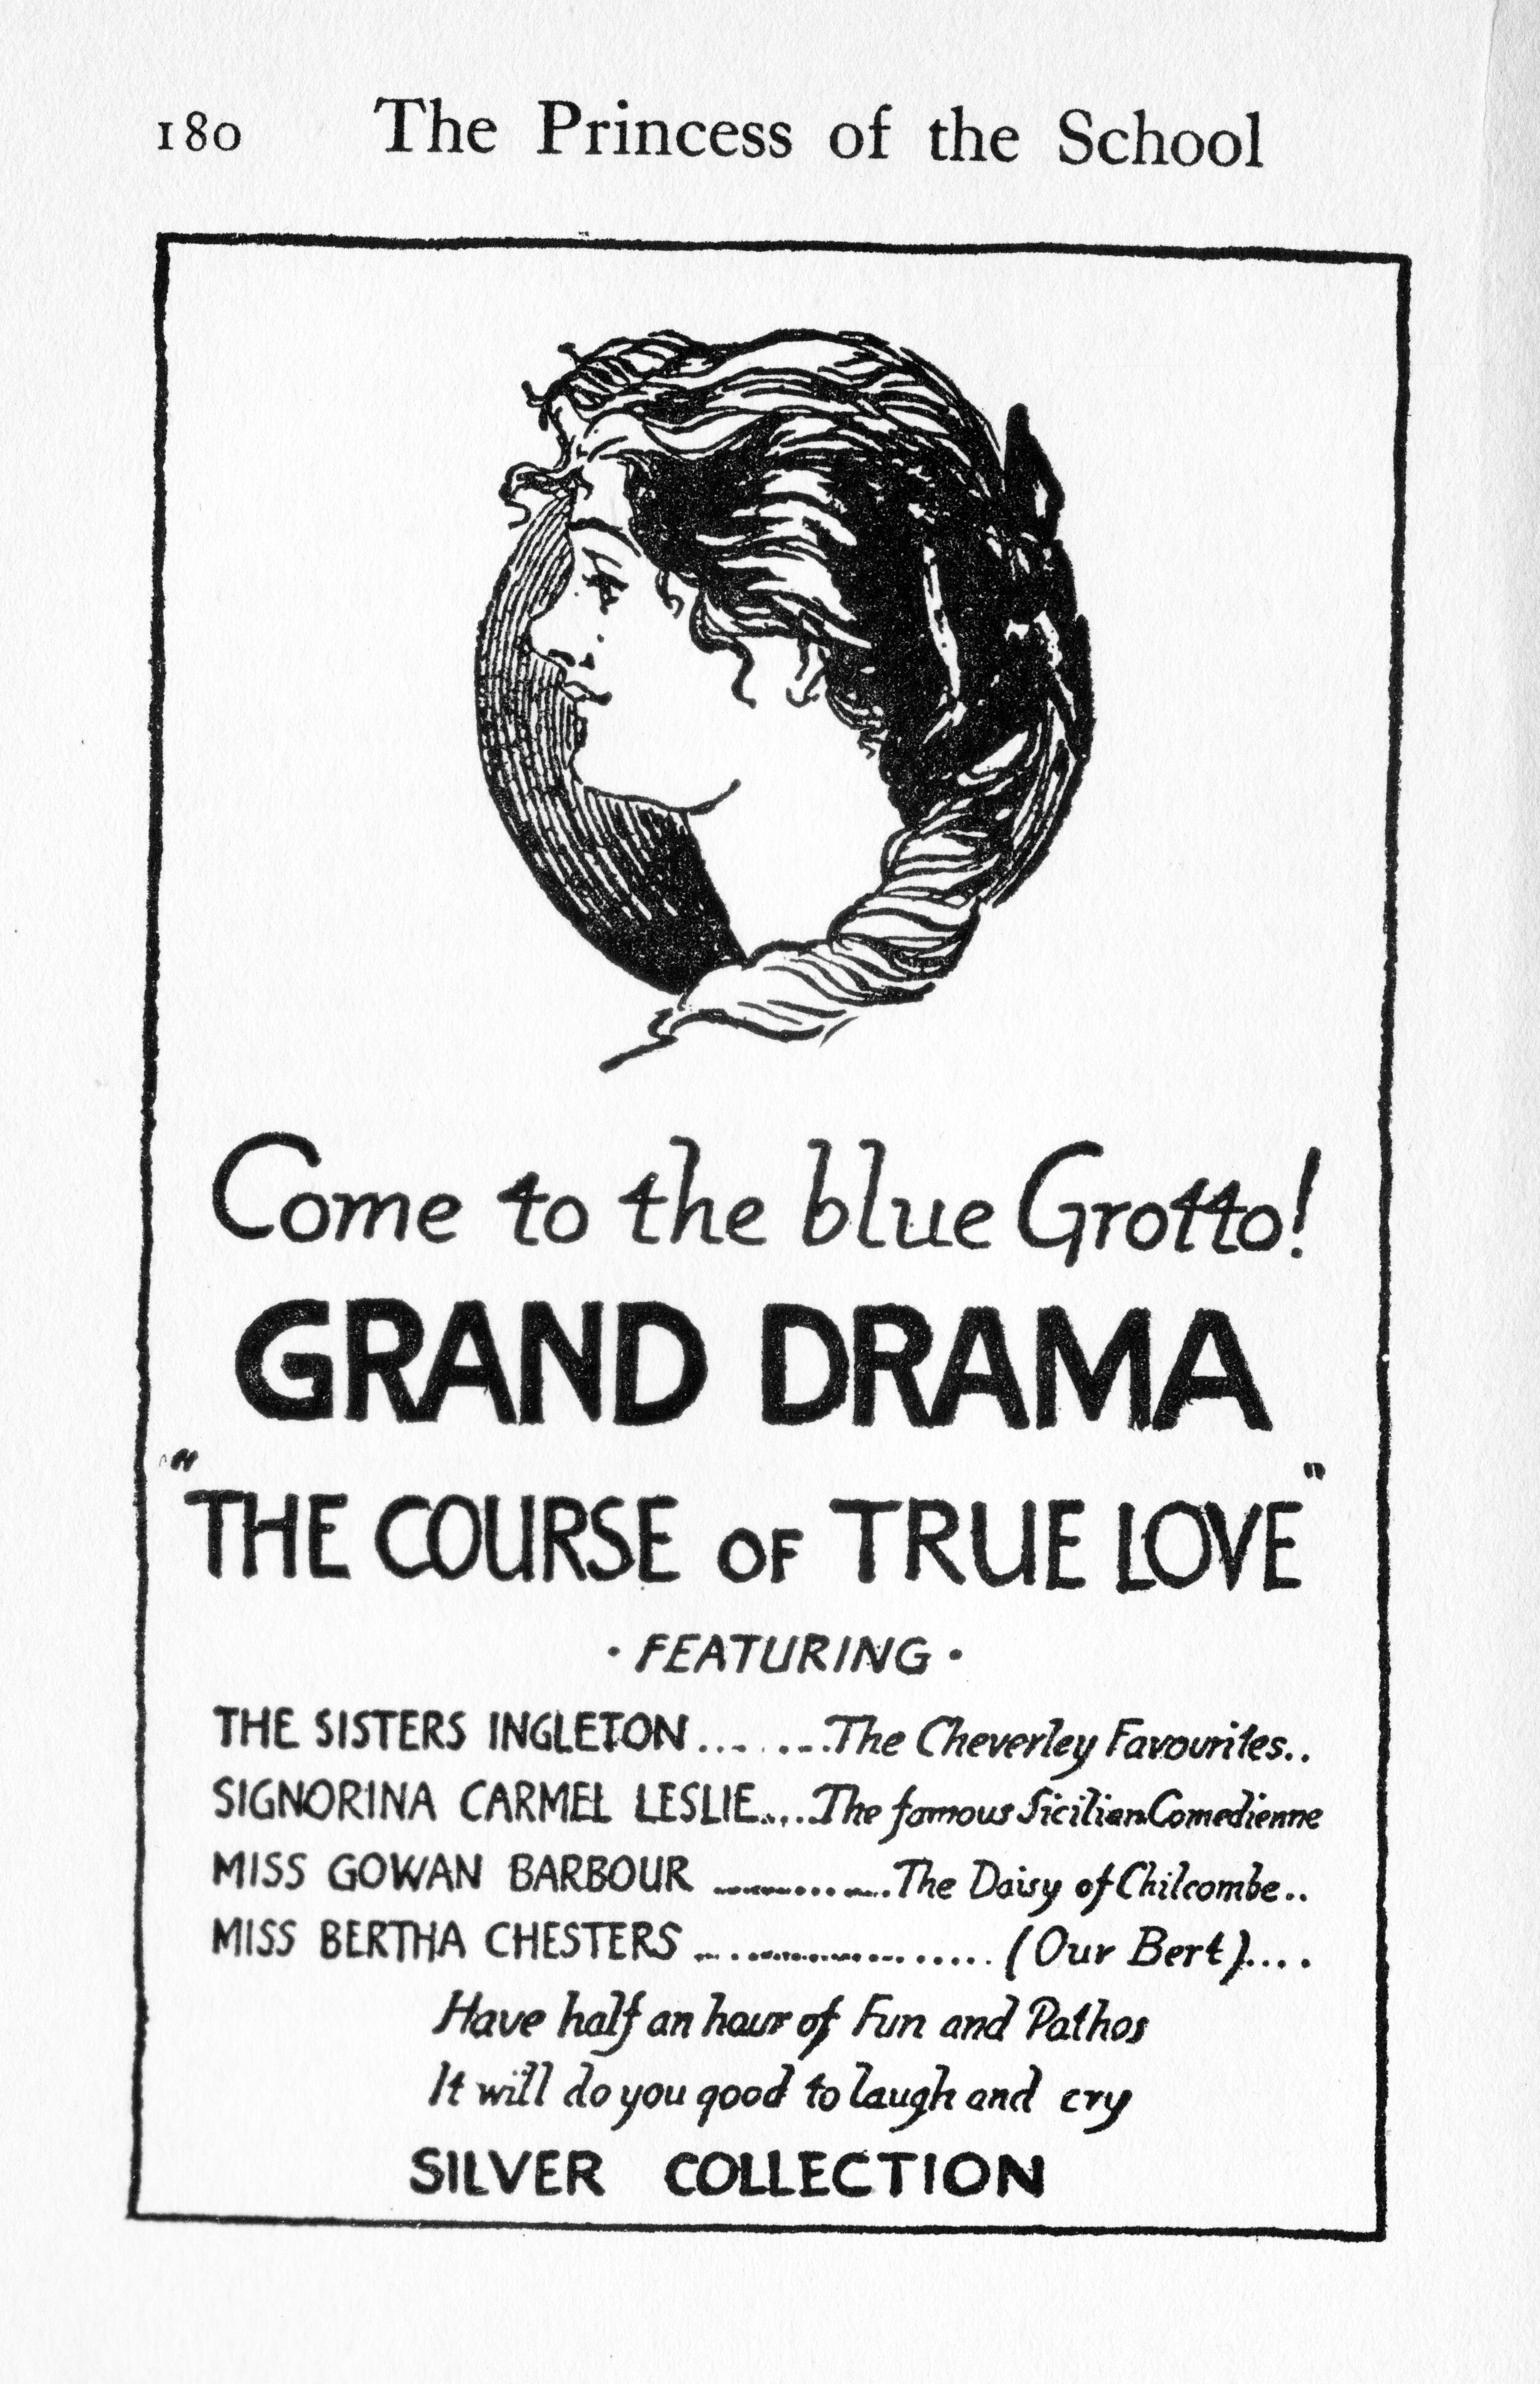 180 The Princess of the School
Come to the blue Grotto!
GRAND DRAMA
"THE COURSE OF TRUE LOVE"
· FEATURING ·
THE SISTERS INGLETON.......The Cheverley Favourites..
SIGNORINA CARMEL LESLIE.....The famous Sicilian Comedienne
MISS GOWAN BARBOUR ............The Daisy of Chilcombe..
MISS BERTHA CHESTERS ..................(Our Bert)....
Have half an hour of Fun and Pathos
It will do you good to laugh and cry
SILVER COLLECTION